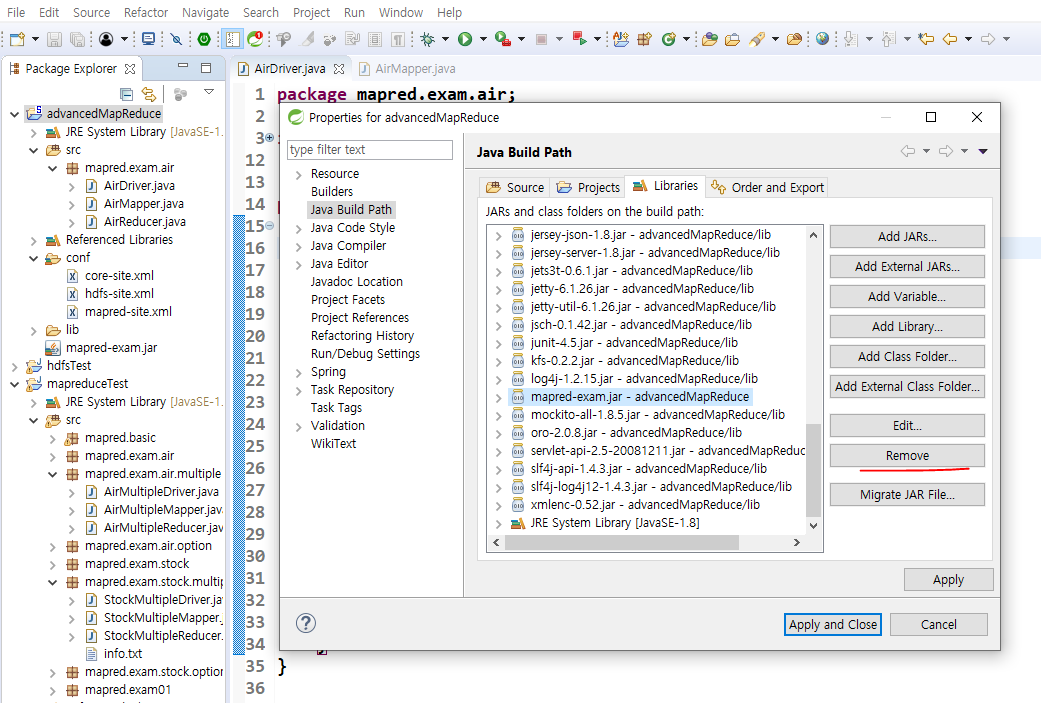 File Edit Source Refactor Navigate Search Project Run Window Help
Package Explorer
AirDriver.java AirMapper.java
advancedMapReduce
JRE System Library [JavaSE-1.
src
mapred.exam.air
AirDriver.java
AirMapper.java
AirReducer.java
Referenced Libraries
conf
core-site.xml
hdfs-site.xml
mapred-site.xml
lib
mapred-exam.jar
hdfsTest
mapreduceTest
JRE System Library [JavaSE-1.
src
mapred.basic
mapred.exam.air
mapred.exam.air.multiple
AirMultipleDriver.java
AirMultipleMapper.java
AirMultipleReducer.jav
mapred.exam.air.option
mapred.exam.stock
mapred.exam.stock.multip
StockMultipleDriver.ja
StockMultipleMapper.
StockMultipleReducer.
info.txt
mapred.exam.stock.option
mapred.exam01
1 package mapred.exam.air;
2
3
12
13
14
15
16
17
18
19
20
21
22
23
24
25
26
27
28
29
30
31
32
33
34
35 }
36
Properties for advancedMapReduce
type filter text
Resource
Builders
Java Build Path
Java Code Style
Java Compiler
Java Editor
Javadoc Location
Project Facets
Project References
Refactoring History
Run/Debug Settings
Spring
Task Repository
Task Tags
Validation
WikiText
Java Build Path
Source Projects Libraries Order and Export
JARs and class folders on the build path:
jersey-json-1.8.jar - advancedMapReduce/lib
jersey-server-1.8.jar - advancedMapReduce/lib
jets3t-0.6.1.jar - advancedMapReduce/lib
jetty-6.1.26.jar - advancedMapReduce/lib
jetty-util-6.1.26.jar - advancedMapReduce/lib
jsch-0.1.42.jar - advancedMapReduce/lib
junit-4.5.jar - advancedMapReduce/lib
kfs-0.2.2.jar - advancedMapReduce/lib
log4j-1.2.15.jar - advancedMapReduce/lib
mapred-exam.jar - advancedMapReduce
mockito-all-1.8.5.jar - advancedMapReduce/lib
oro-2.0.8.jar - advancedMapReduce/lib
servlet-api-2.5-20081211.jar - advancedMapReduc
slf4j-api-1.4.3.jar - advancedMapReduce/lib
slf4j-log4j12-1.4.3.jar - advancedMapReduce/lib
xmlenc-0.52.jar - advancedMapReduce/lib
JRE System Library [JavaSE-1.8]
Add JARs...
Add External JARs...
Add Variable...
Add Library...
Add Class Folder...
Add External Class Folder...
Edit...
Remove
Migrate JAR File...
Apply
Apply and Close
Cancel